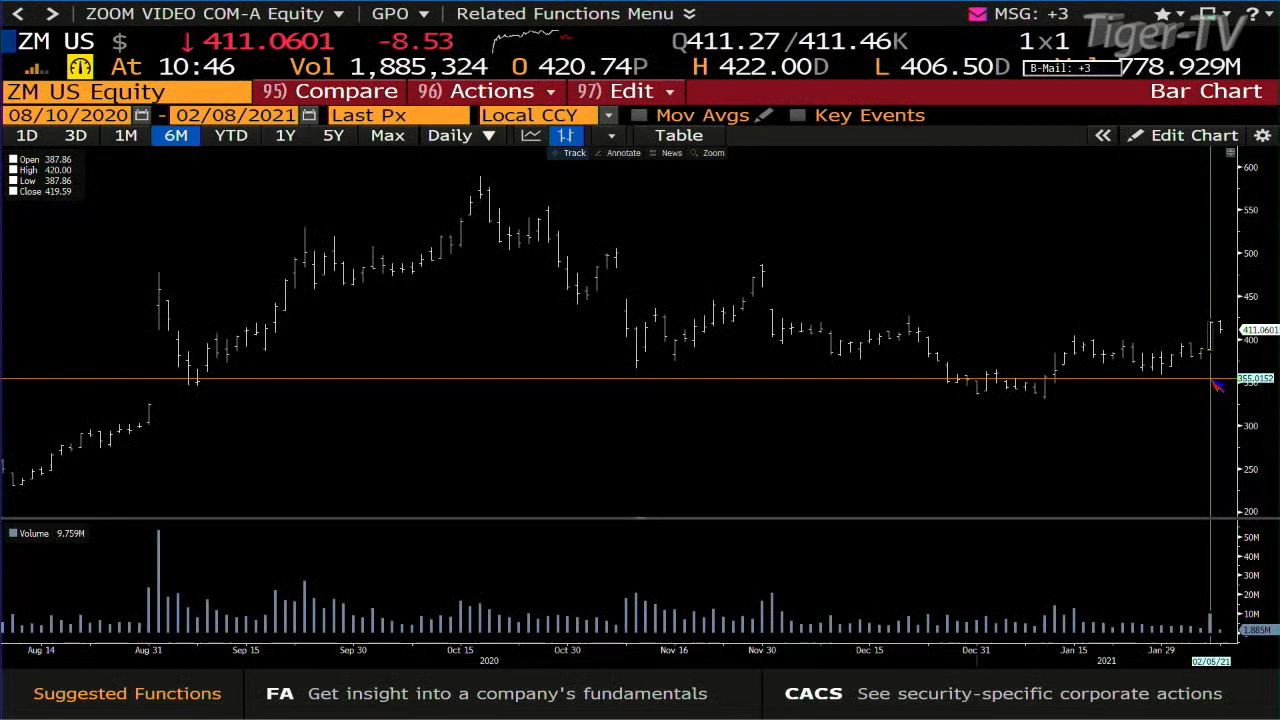 ZOOM VIDEO COM-A Equity GPO Related Functions Menu MSG: +3 ?
ZM US $ ↓ 411.0601 -8.53 Q411.27/411.46K 1x1 Tiger-TV
At 10:46 Vol 1,885,324 O 420.74P H 422.00D L 406.50D B-Mail: +3 778.929M
ZM US Equity 95) Compare 96) Actions 97) Edit Bar Chart
08/10/2020 - 02/08/2021 Last Px Local CCY Mov Avgs Key Events
1D 3D 1M 6M YTD 1Y 5Y Max Daily ▼ Table « Edit Chart
Track Annotate News Zoom
Open 387.86
High 420.00
Low 387.86
Close 419.59
600
550
500
450
411.0601
400
355.0152
300
250
200
Volume 9.759M
50M
40M
30M
20M
10M
1.885M
Aug 14 Aug 31 Sep 15 Sep 30 Oct 15 Oct 30 Nov 16 Nov 30 Dec 15 Dec 31 Jan 15 Jan 29
2020 2021 02/05/21
Suggested Functions FA Get insight into a company's fundamentals CACS See security-specific corporate actions